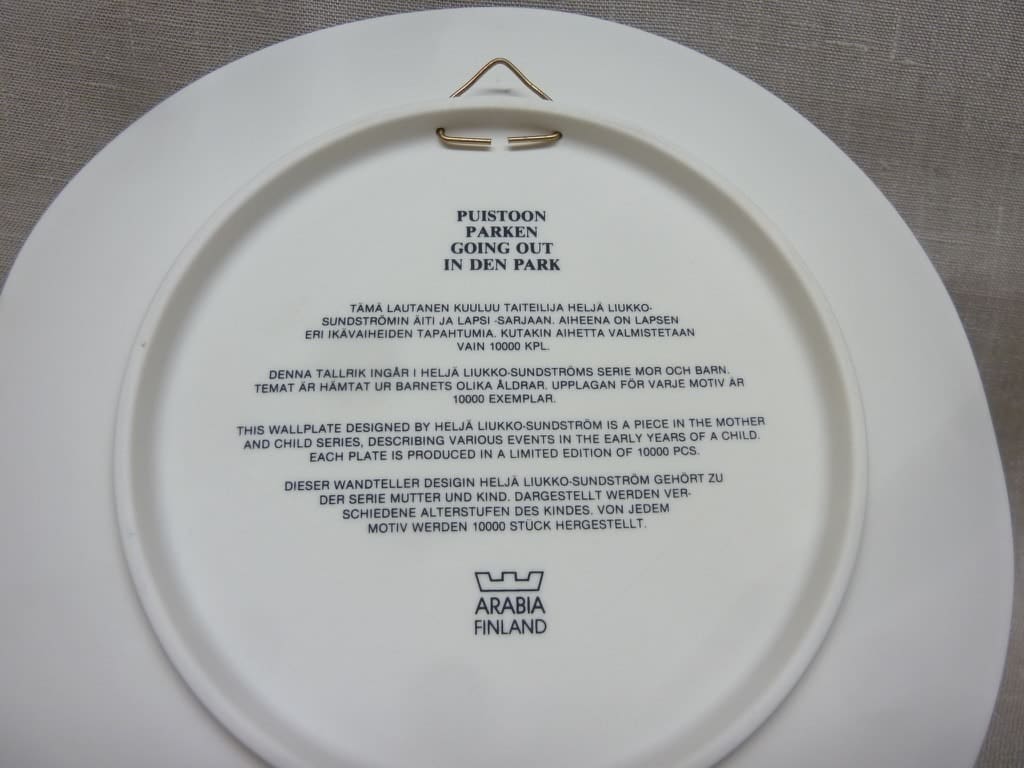 PUISTOON
PARKEN
GOING OUT
IN DEN PARK
TÄMÄ LAUTANEN KUULUU TAITEILIJA HELJÄ LIUKKO-
SUNDSTRÖMIN ÄITI JA LAPSI -SARJAAN. AIHEENA ON LAPSEN
ERI IKÄVAIHEIDEN TAPAHTUMIA. KUTAKIN AIHETTA VALMISTETAAN
VAIN 10000 KPL.
DENNA TALLRIK INGÅR I HELJÄ LIUKKO-SUNDSTRÖMS SERIE MOR OCH BARN.
TEMAT ÄR HÄMTAT UR BARNETS OLIKA ÅLDRAR. UPPLAGAN FÖR VARJE MOTIV ÄR
10000 EXEMPLAR.
THIS WALLPLATE DESIGNED BY HELJÄ LIUKKO-SUNDSTRÖM IS A PIECE IN THE MOTHER
AND CHILD SERIES, DESCRIBING VARIOUS EVENTS IN THE EARLY YEARS OF A CHILD.
EACH PLATE IS PRODUCED IN A LIMITED EDITION OF 10000 PCS.
DIESER WANDTELLER DESIGIN HELJÄ LIUKKO-SUNDSTRÖM GEHÖRT ZU
DER SERIE MUTTER UND KIND. DARGESTELLT WERDEN VER-
SCHIEDENE ALTERSTUFEN DES KINDES. VON JEDEM
MOTIV WERDEN 10000 STÜCK HERGESTELLT.
ARABIA
FINLAND